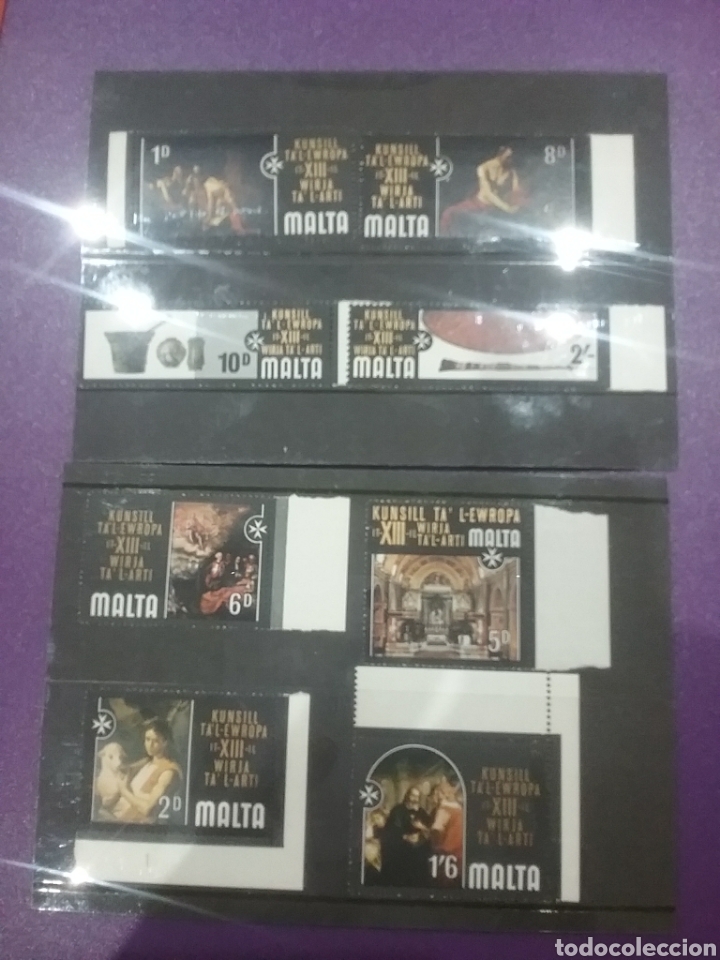 1D
KUNSILL
TA'L-EWROPA
XIII
WIRJA
TA' L-ARTI
MALTA
KUNSILL
TA'L-EWROPA
XIII
WIRJA
TA' L-ARTI
MALTA
8D
10D
KUNSILL
TA'L-EWROPA
XIII
WIRJA TA'L-ARTI
MALTA
KUNSILL
TA'L-EWROPA
XIII
WIRJA TA'L-ARTI
MALTA
2/-
KUNSILL
TA'L-EWROPA
XIII
WIRJA
TA' L-ARTI
MALTA
6D
KUNSILL TA' L-EWROPA
XIII WIRJA
TA'L-ARTI MALTA
5D
KUNSILL
TA'L-EWROPA
XIII
WIRJA
TA' L-ARTI
2D MALTA
KUNSILL
TA'L-EWROPA
XIII
WIRJA
TA' L-ARTI
1'6 MALTA
todocoleccion